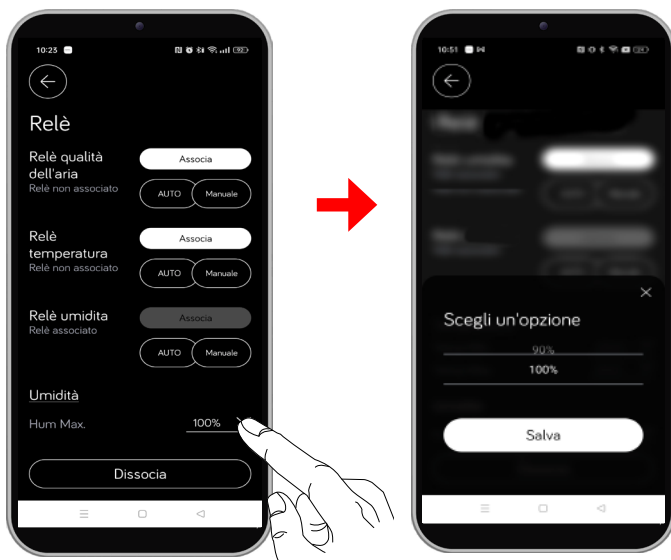 10:23
Relè
Relè qualità
dell'aria
Relè non associato
Associa
AUTO
Manuale
Relè
temperatura
Relè non associato
Associa
AUTO
Manuale
Relè umidita
Relè associato
Associa
AUTO
Manuale
Umidità
Hum Max.
100%
Dissocia
10:51
Scegli un'opzione
90%
100%
Salva